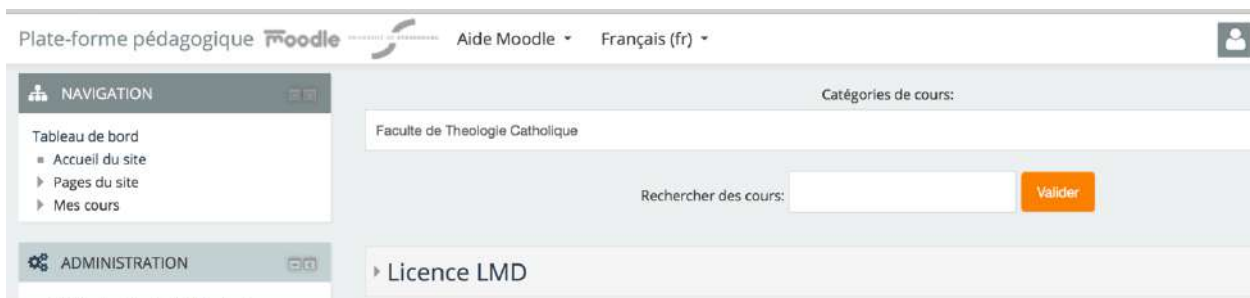 Plate-forme pédagogique moodle Aide Moodle Français (fr)
NAVIGATION
Tableau de bord
Accueil du site
Pages du site
Mes cours
ADMINISTRATION
Catégories de cours:
Faculte de Theologie Catholique
Rechercher des cours: Valider
Licence LMD